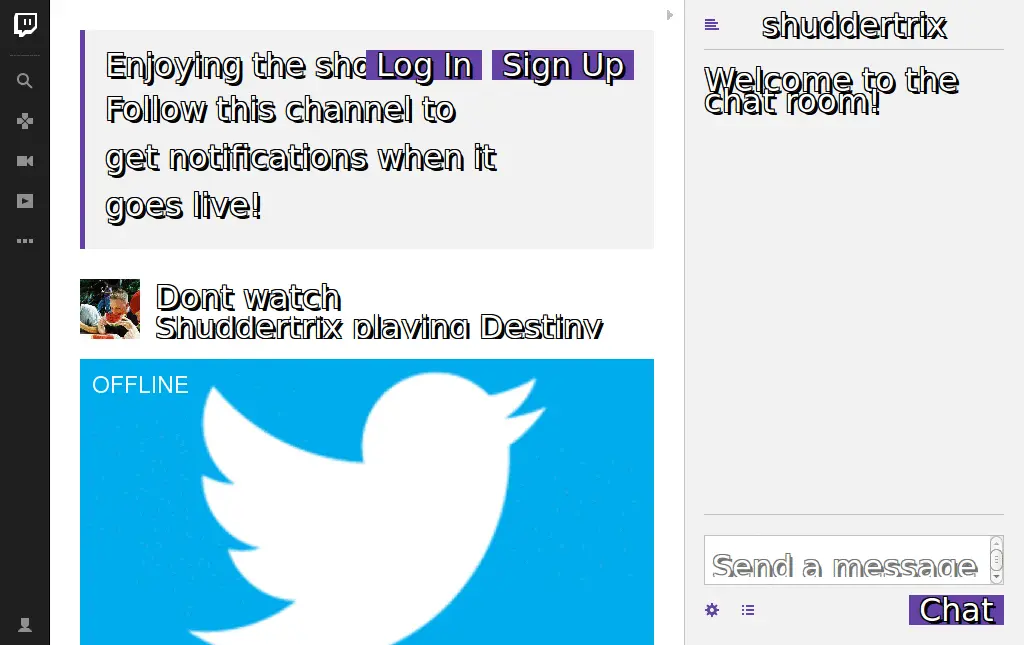 Enjoying the sho
Log In
Sign Up
Follow this channel to
get notifications when it
goes live!
Dont watch
Shuddertrix playing Destiny
OFFLINE
shuddertrix
Welcome to the
chat room!
Send a message
Chat